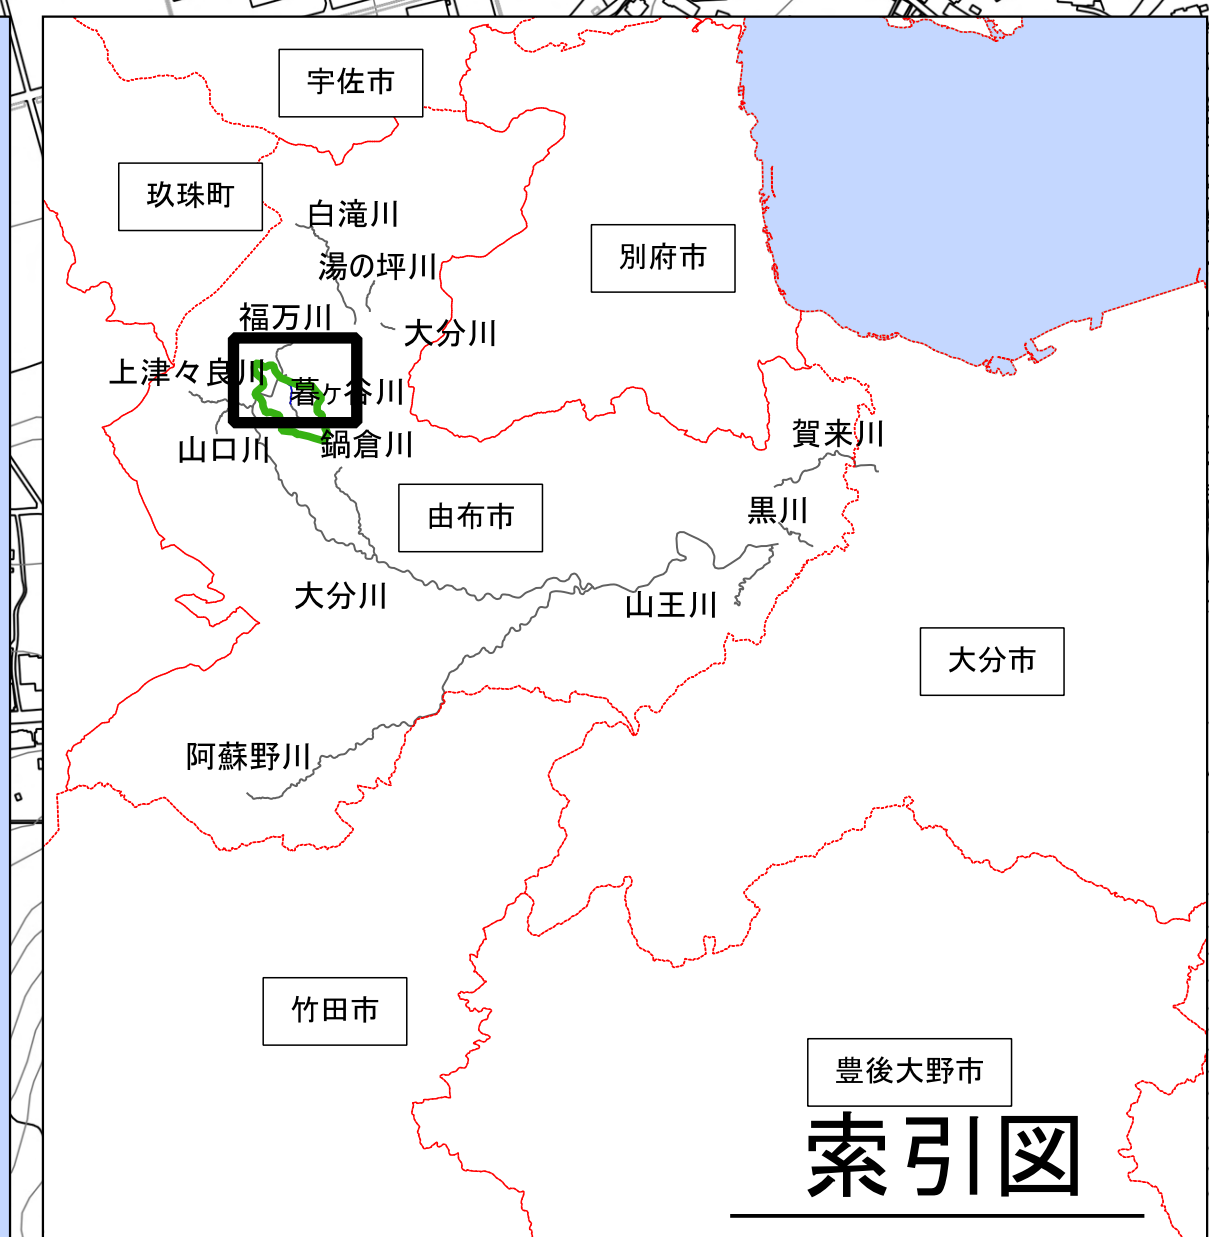 宇佐市
玖珠町
白滝川
別府市
湯の坪川
福万川
大分川
上津々良川
暮ヶ谷川
山口川
鍋倉川
賀来川
由布市
黒川
大分川
山王川
大分市
阿蘇野川
竹田市
豊後大野市
索引図